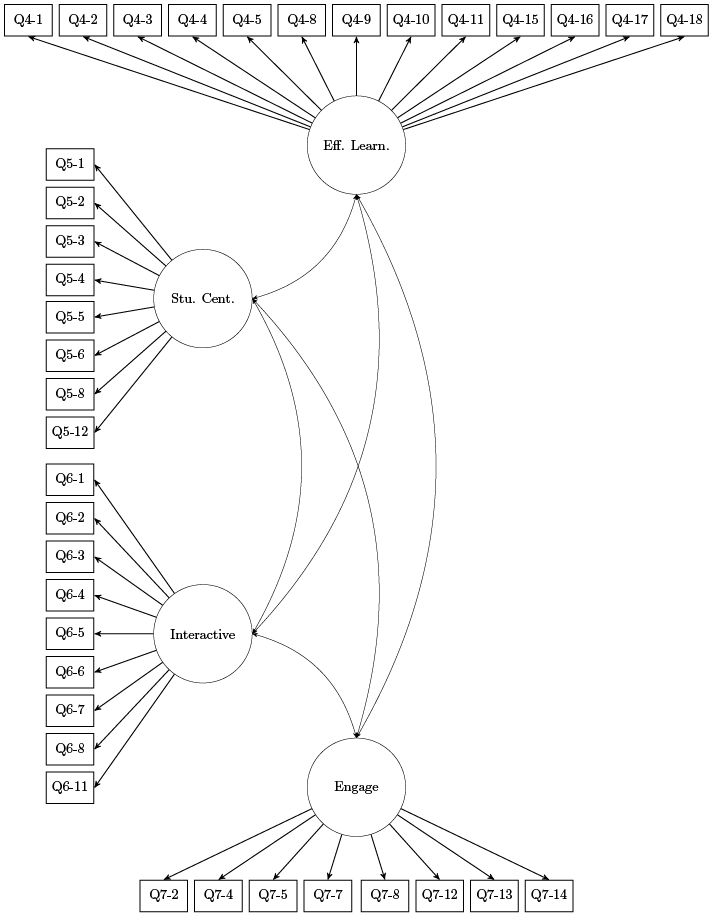 Q4-1 Q4-2 Q4-3 Q4-4 Q4-5 Q4-8 Q4-9 Q4-10 Q4-11 Q4-15 Q4-16 Q4-17 Q4-18
Eff. Learn.
Q5-1
Q5-2
Q5-3
Q5-4
Q5-5
Q5-6
Q5-8
Q5-12
Stu. Cent.
Q6-1
Q6-2
Q6-3
Q6-4
Q6-5
Q6-6
Q6-7
Q6-8
Q6-11
Interactive
Engage
Q7-2 Q7-4 Q7-5 Q7-7 Q7-8 Q7-12 Q7-13 Q7-14